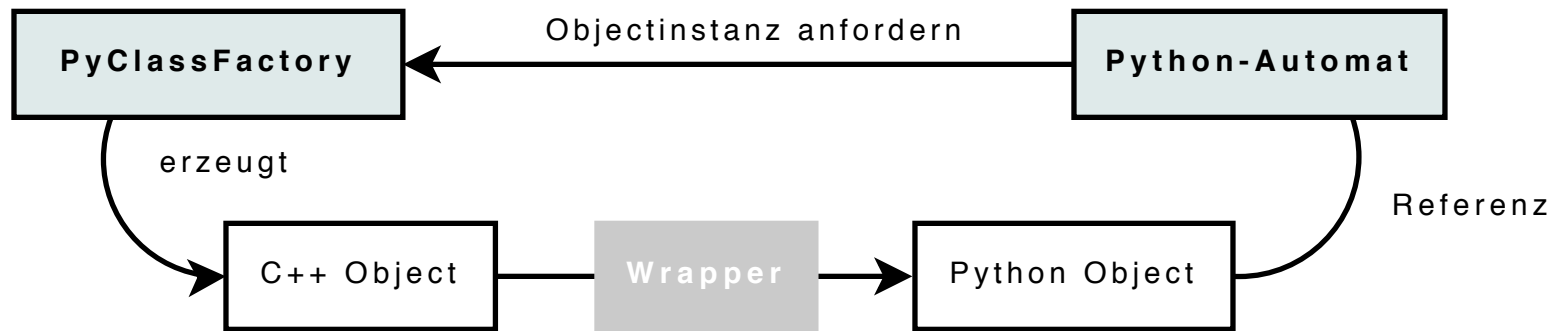 Objectinstanz anfordern
PyClassFactory
Python-Automat
erzeugt
Referenz
C++ Object
Wrapper
Python Object